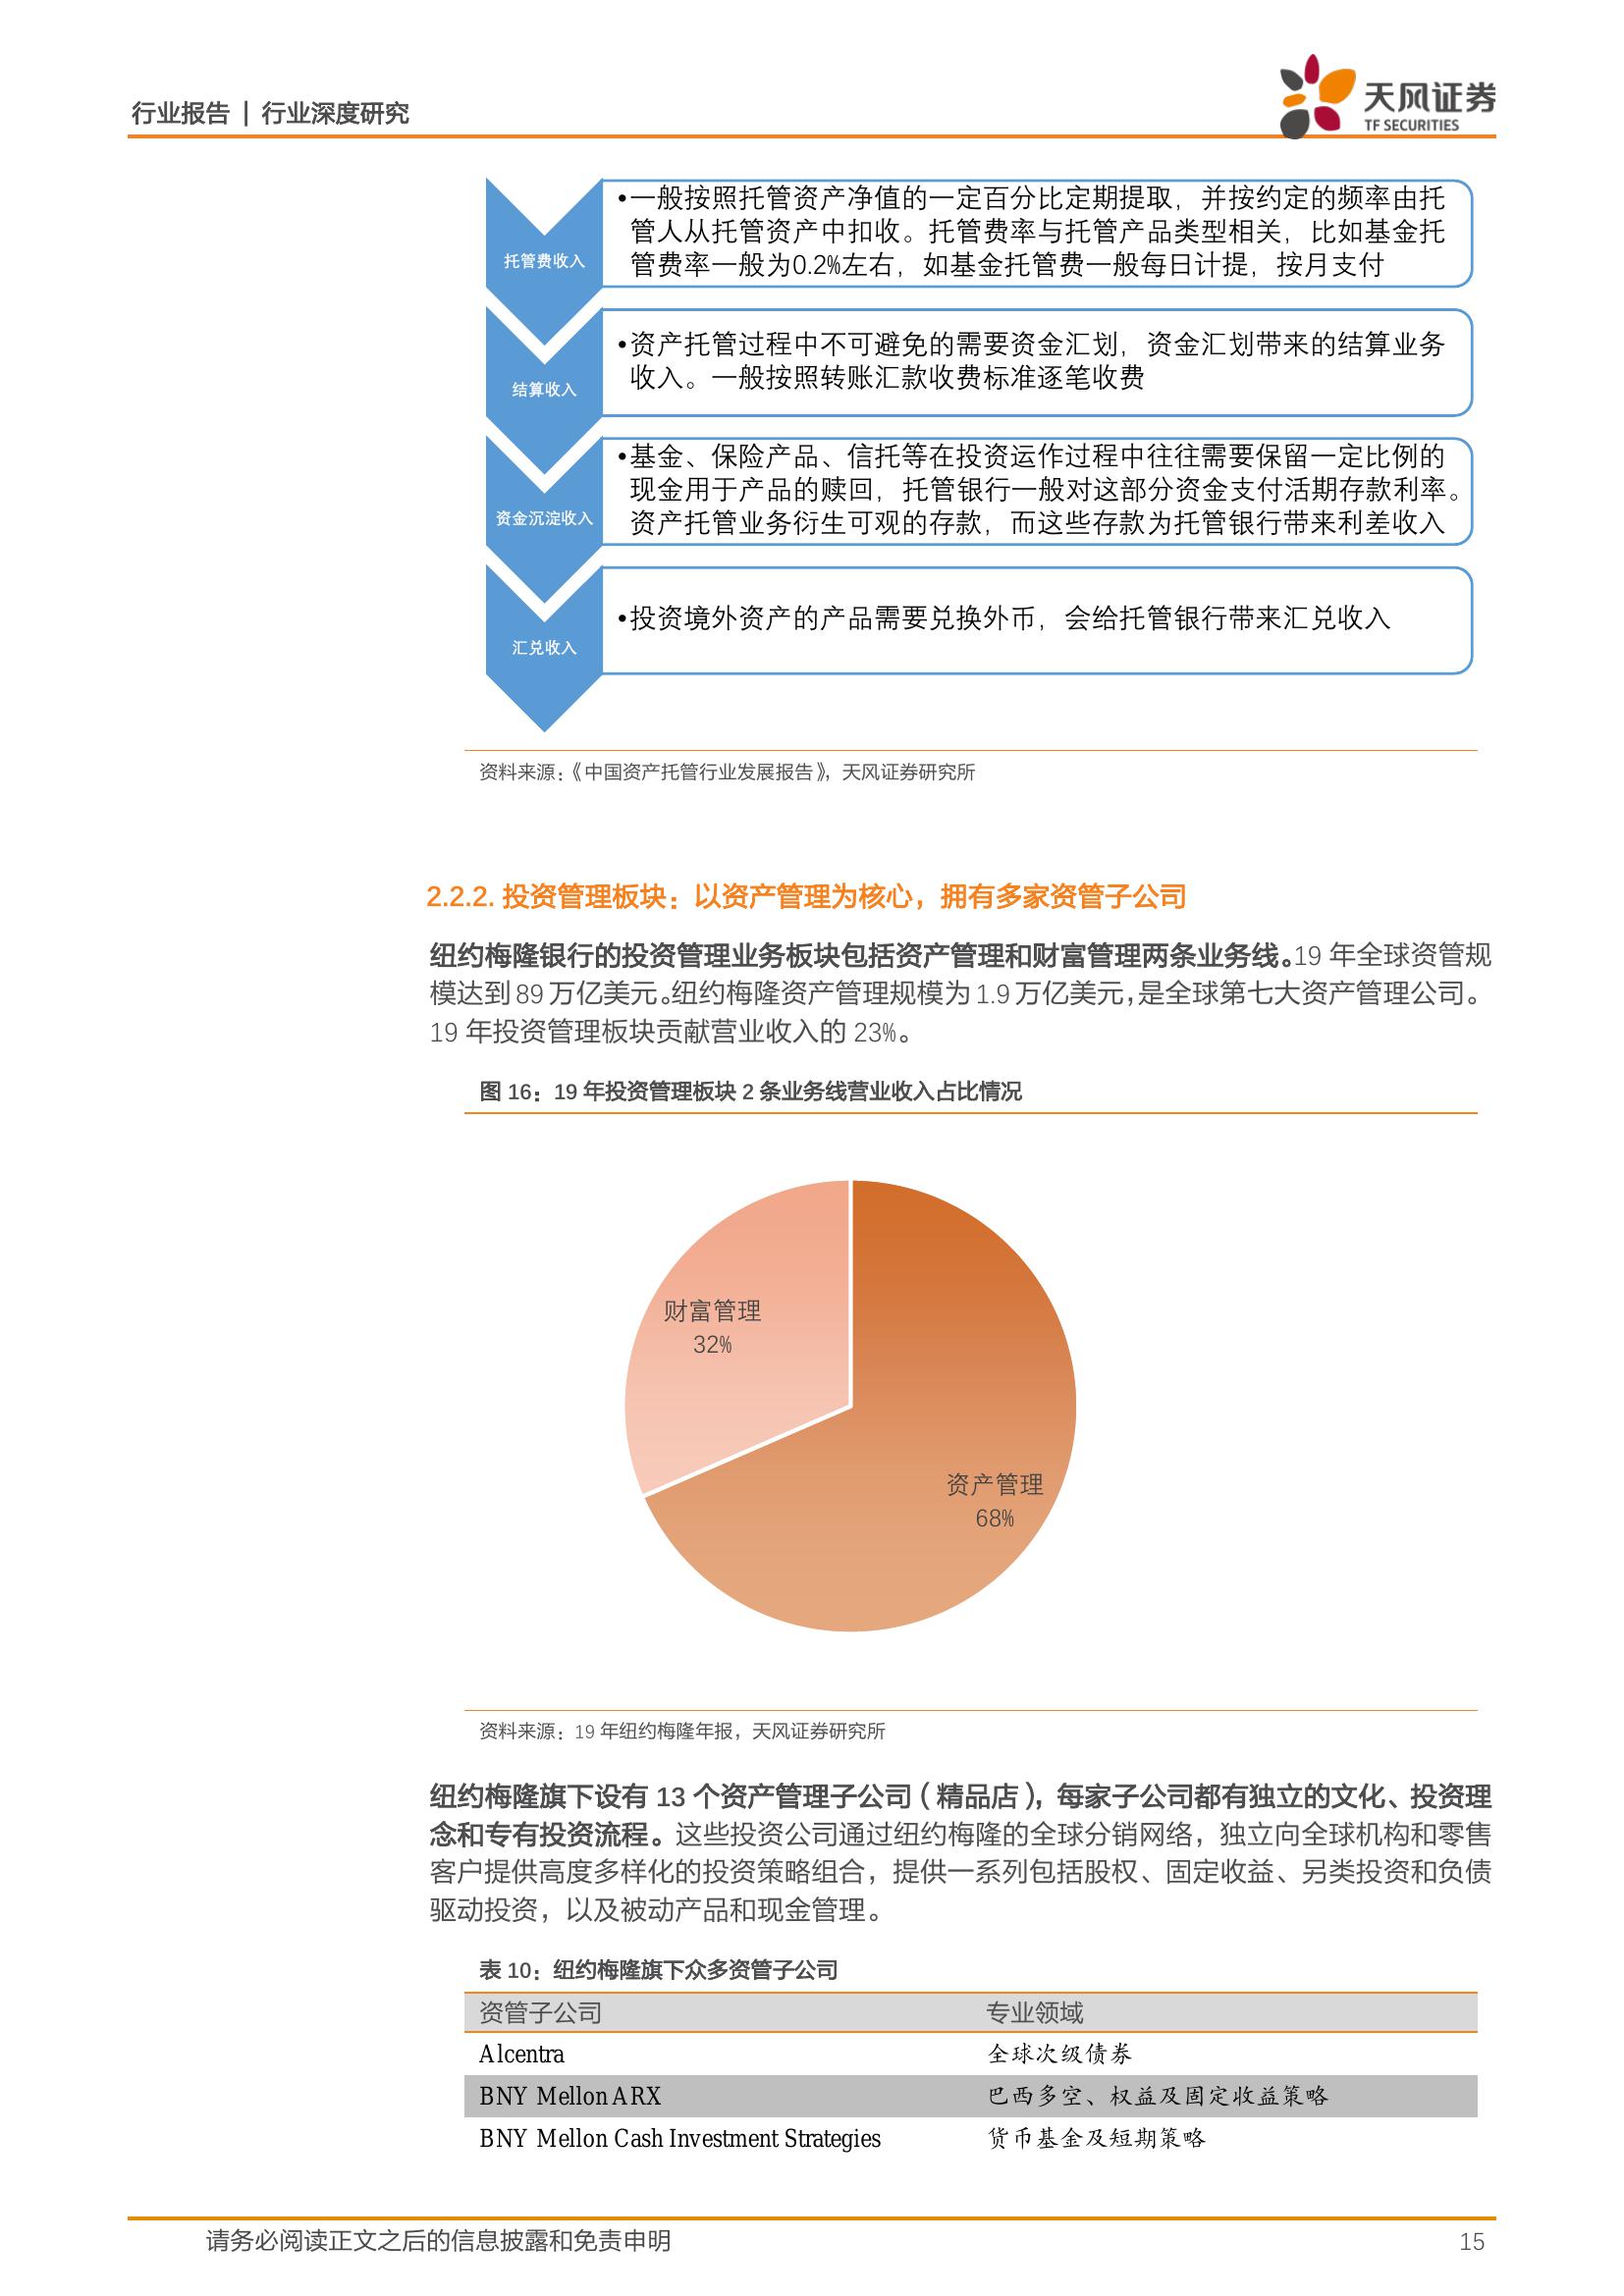 行业报告 | 行业深度研究
天风证券
TF SECURITIES
托管费收入
•一般按照托管资产净值的一定百分比定期提取，并按约定的频率由托
管人从托管资产中扣收。托管费率与托管产品类型相关，比如基金托
管费率一般为0.2%左右，如基金托管费一般每日计提，按月支付
结算收入
•资产托管过程中不可避免的需要资金汇划，资金汇划带来的结算业务
收入。一般按照转账汇款收费标准逐笔收费
资金沉淀收入
•基金、保险产品、信托等在投资运作过程中往往需要保留一定比例的
现金用于产品的赎回，托管银行一般对这部分资金支付活期存款利率。
资产托管业务衍生可观的存款，而这些存款为托管银行带来利差收入
汇兑收入
•投资境外资产的产品需要兑换外币，会给托管银行带来汇兑收入
资料来源：《中国资产托管行业发展报告》，天风证券研究所
2.2.2. 投资管理板块：以资产管理为核心，拥有多家资管子公司
纽约梅隆银行的投资管理业务板块包括资产管理和财富管理两条业务线。19 年全球资管规
模达到 89 万亿美元。纽约梅隆资产管理规模为 1.9 万亿美元，是全球第七大资产管理公司。
19 年投资管理板块贡献营业收入的 23%。
图 16：19 年投资管理板块 2 条业务线营业收入占比情况
财富管理
32%
资产管理
68%
资料来源：19 年纽约梅隆年报，天风证券研究所
纽约梅隆旗下设有 13 个资产管理子公司（精品店），每家子公司都有独立的文化、投资理
念和专有投资流程。这些投资公司通过纽约梅隆的全球分销网络，独立向全球机构和零售
客户提供高度多样化的投资策略组合，提供一系列包括股权、固定收益、另类投资和负债
驱动投资，以及被动产品和现金管理。
表 10：纽约梅隆旗下众多资管子公司
资管子公司 专业领域
Alcentra 全球次级债券
BNY Mellon ARX 巴西多空、权益及固定收益策略
BNY Mellon Cash Investment Strategies 货币基金及短期策略
请务必阅读正文之后的信息披露和免责申明 15